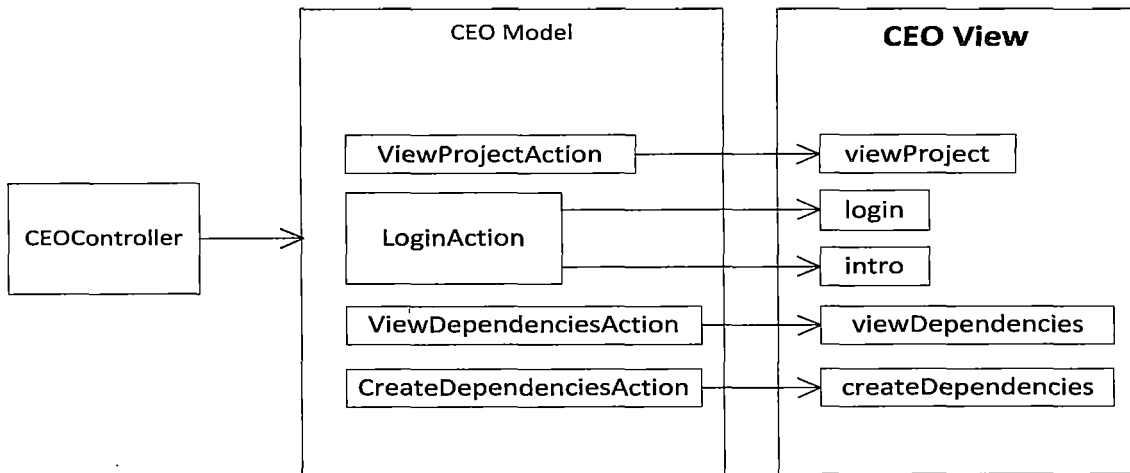 CEO Model
CEO View
ViewProjectAction
viewProject
CEOController
LoginAction
login
intro
ViewDependenciesAction
viewDependencies
CreateDependenciesAction
createDependencies